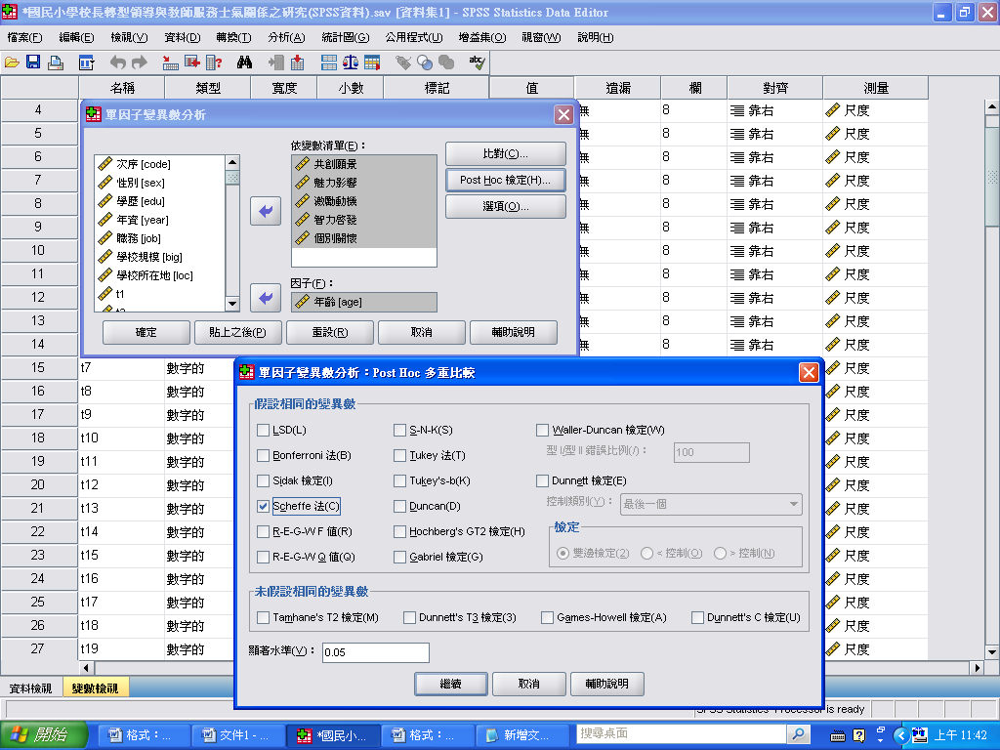 *國民小學校長轉型領導與教師服務士氣關係之研究(SPSS資料).sav [資料集1] - SPSS Statistics Data Editor
檔案(F) 編輯(E) 檢視(V) 資料(D) 轉換(T) 分析(A) 統計圖(G) 公用程式(U) 增益集(O) 視窗(W) 說明(H)
名稱 類型 寬度 小數 標記 值 遺漏 欄 對齊 測量
4 無 8 靠右 尺度
5 無 8 靠右 尺度
6 無 8 靠右 尺度
7 無 8 靠右 尺度
8 無 8 靠右 尺度
9 無 8 靠右 尺度
10 無 8 靠右 尺度
11 無 8 靠右 尺度
12 無 8 靠右 尺度
13 無 8 靠右 尺度
14 無 8 靠右 尺度
15 t7 數字的 尺度
16 t8 數字的 尺度
17 t9 數字的 尺度
18 t10 數字的 尺度
19 t11 數字的 尺度
20 t12 數字的 尺度
21 t13 數字的 尺度
22 t14 數字的 尺度
23 t15 數字的 尺度
24 t16 數字的 尺度
25 t17 數字的 尺度
26 t18 數字的 尺度
27 t19 數字的 尺度
單因子變異數分析
依變數清單(E)：
次序 [code]
性別 [sex]
學歷 [edu]
年資 [year]
職務 [job]
學校規模 [big]
學校所在地 [loc]
t1
共創願景
魅力影響
激勵動機
智力啓發
個別關懷
因子(F)：
年齡 [age]
比對(C)...
Post Hoc 檢定(H)...
選項(O)...
確定 貼上之後(P) 重設(R) 取消 輔助說明
單因子變異數分析：Post Hoc 多重比較
假設相同的變異數
LSD(L) S-N-K(S) Waller-Duncan 檢定(W)
Bonferroni 法(B) Tukey 法(T) 型 I/型 II 錯誤比例(/)： 100
Sidak 檢定(I) Tukey's-b(K) Dunnett 檢定(E)
Scheffe 法(C) Duncan(D) 控制類別(Y)： 最後一個
R-E-G-W F 值(R) Hochberg's GT2 檢定(H) 檢定
R-E-G-W Q 值(Q) Gabriel 檢定(G) 雙邊檢定(2) < 控制(O) > 控制(N)
未假設相同的變異數
Tamhane's T2 檢定(M) Dunnett's T3 檢定(3) Games-Howell 檢定(A) Dunnett's C 檢定(U)
顯著水準(V)： 0.05
繼續 取消 輔助說明
資料檢視 變數檢視
SPSS Statistics Processor is ready
開始 格式：... 文件1 - ... *國民小... 格式：... 新增文... 搜尋桌面 上午 11:42